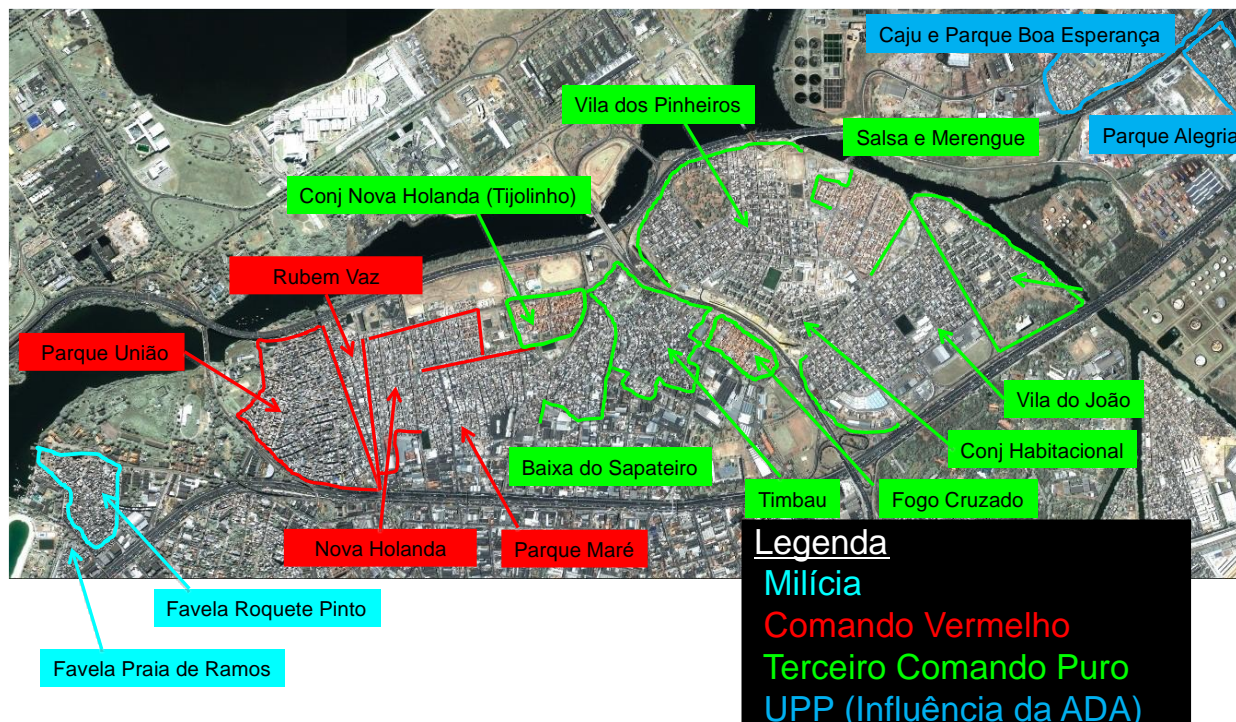 Caju e Parque Boa Esperança
Vila dos Pinheiros
Salsa e Merengue
Parque Alegria
Conj Nova Holanda (Tijolinho)
Rubem Vaz
Parque União
Vila do João
Conj Habitacional
Baixa do Sapateiro
Timbau
Fogo Cruzado
Nova Holanda
Parque Maré
Favela Roquete Pinto
Favela Praia de Ramos
Legenda
Milícia
Comando Vermelho
Terceiro Comando Puro
UPP (Influência da ADA)